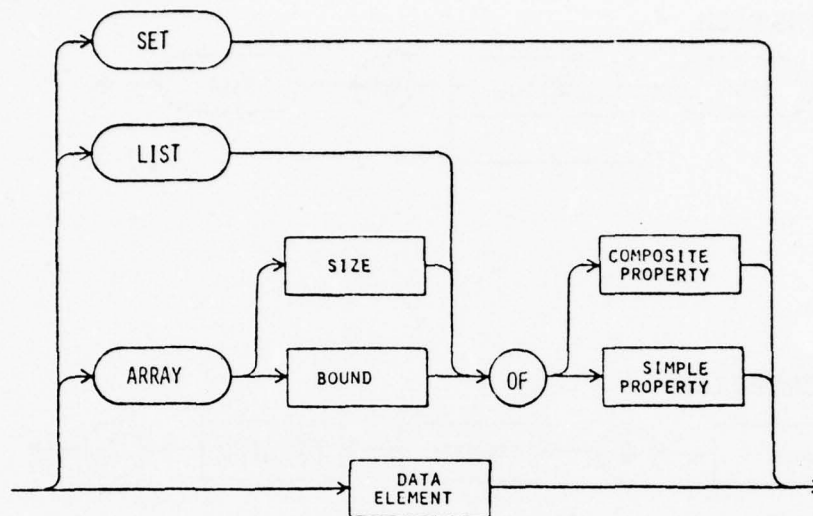 SET
LIST
SIZE
COMPOSITE
PROPERTY
ARRAY
BOUND
OF
SIMPLE
PROPERTY
DATA
ELEMENT